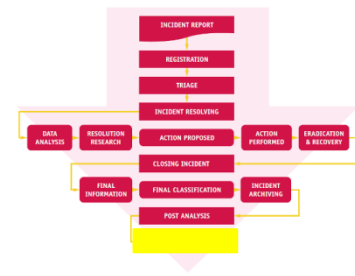 INCIDENT REPORT
REGISTRATION
TRIAGE
INCIDENT RESOLVING
DATA
ANALYSIS
RESOLUTION
RESEARCH
ACTION PROPOSED
ACTION
PERFORMED
ERADICATION
& RECOVERY
CLOSING INCIDENT
FINAL
INFORMATION
FINAL CLASSIFICATION
INCIDENT
ARCHIVING
POST ANALYSIS